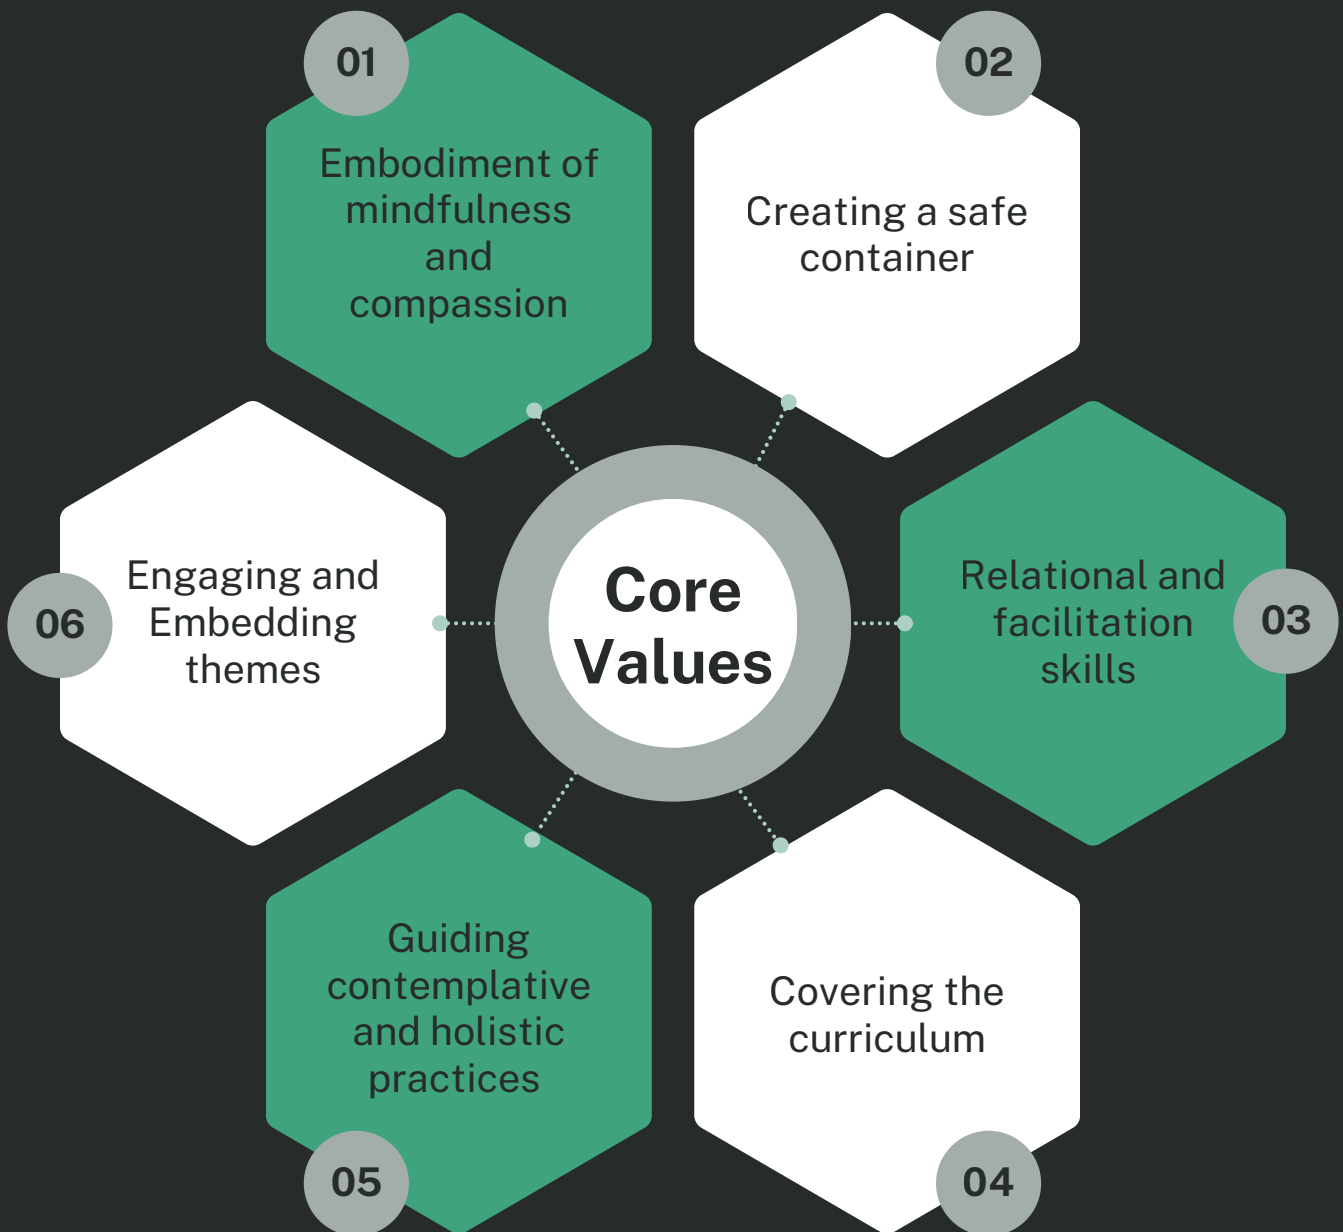 01
Embodiment of
mindfulness
and
compassion
02
Creating a safe
container
03
Relational and
facilitation
skills
04
Covering the
curriculum
05
Guiding
contemplative
and holistic
practices
06
Engaging and
Embedding
themes
Core
Values